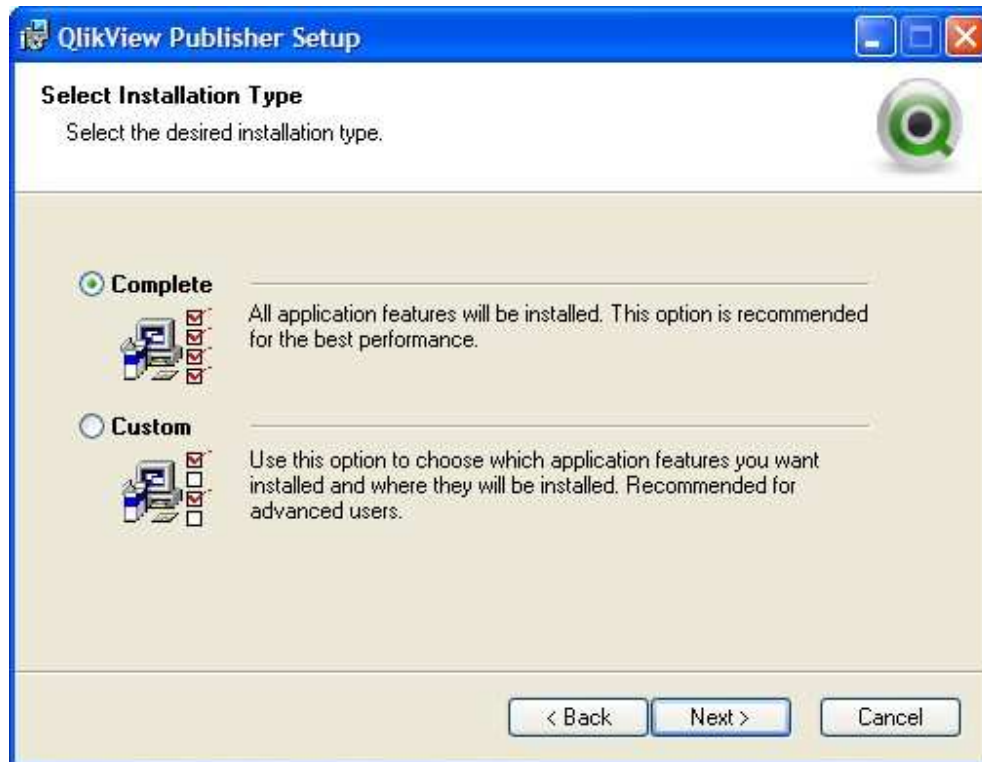 QlikView Publisher Setup
Select Installation Type
Select the desired installation type.
Complete
All application features will be installed. This option is recommended
for the best performance.
Custom
Use this option to choose which application features you want
installed and where they will be installed. Recommended for
advanced users.
< Back
Next >
Cancel